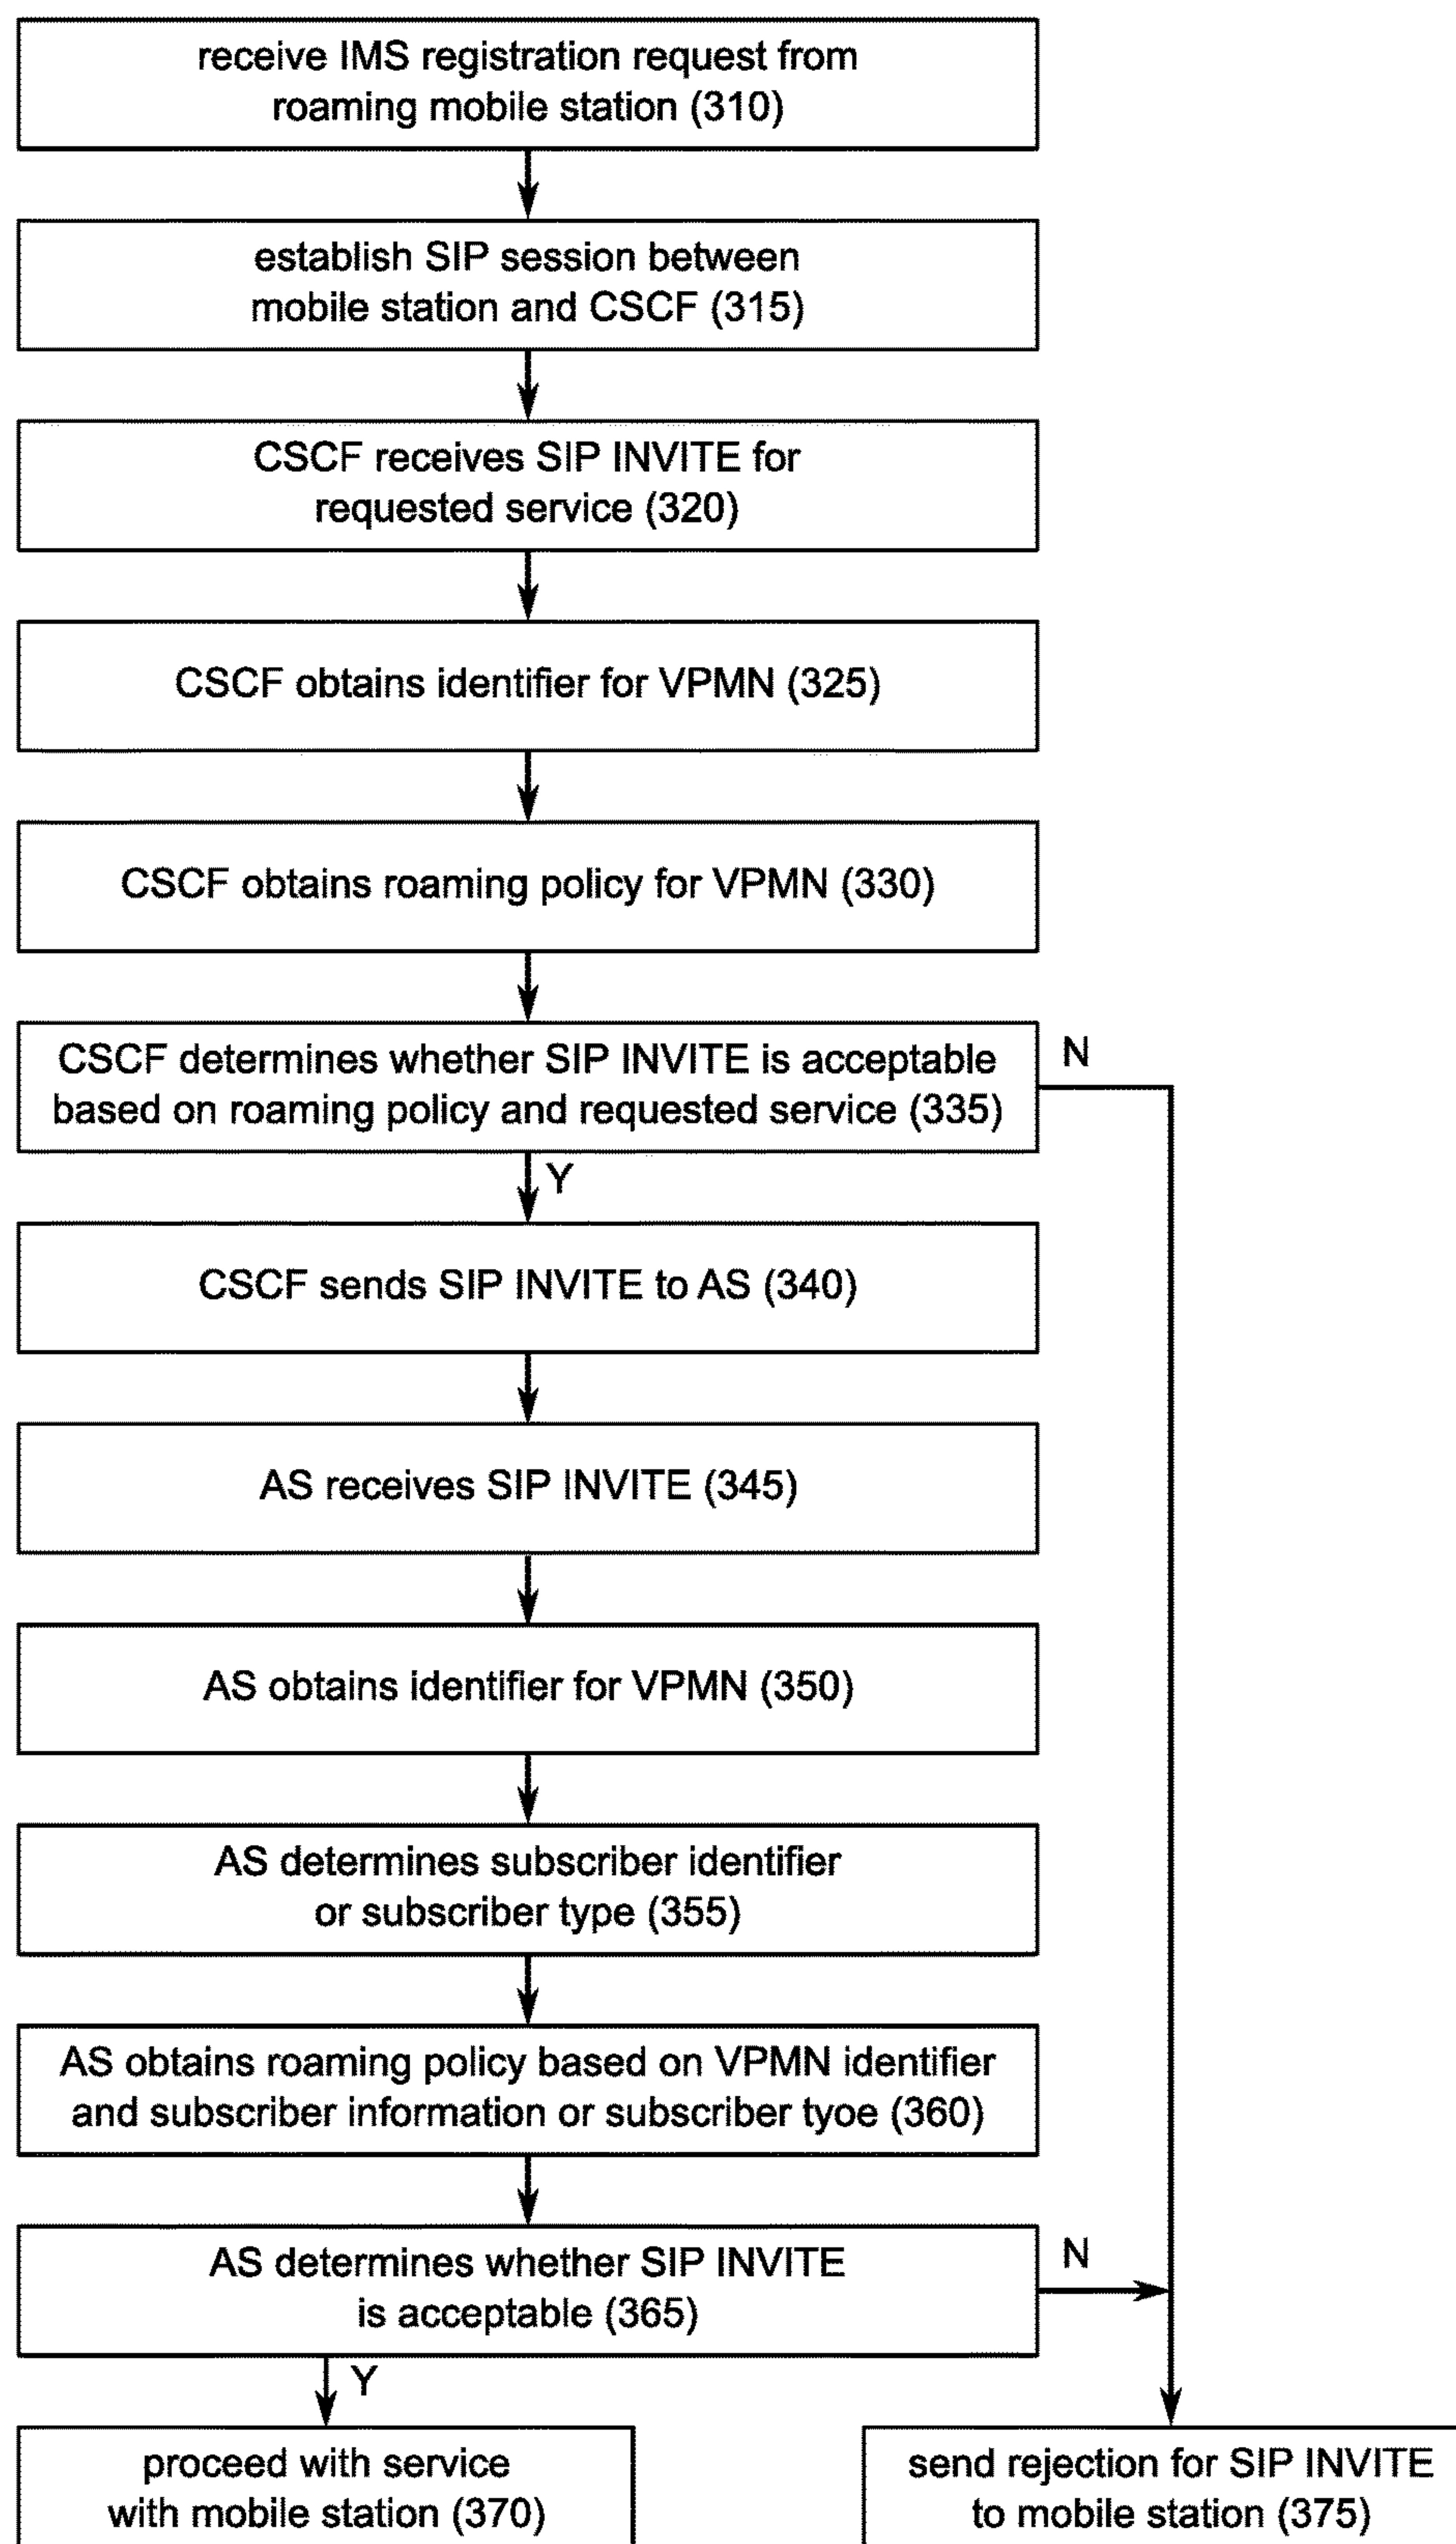 receive IMS registration request from
roaming mobile station (310)
establish SIP session between
mobile station and CSCF (315)
CSCF receives SIP INVITE for
requested service (320)
CSCF obtains identifier for VPMN (325)
CSCF obtains roaming policy for VPMN (330)
CSCF determines whether SIP INVITE is acceptable
based on roaming policy and requested service (335)
N
Y
CSCF sends SIP INVITE to AS (340)
AS receives SIP INVITE (345)
AS obtains identifier for VPMN (350)
AS determines subscriber identifier
or subscriber type (355)
AS obtains roaming policy based on VPMN identifier
and subscriber information or subscriber tyoe (360)
AS determines whether SIP INVITE
is acceptable (365)
N
Y
proceed with service
with mobile station (370)
send rejection for SIP INVITE
to mobile station (375)